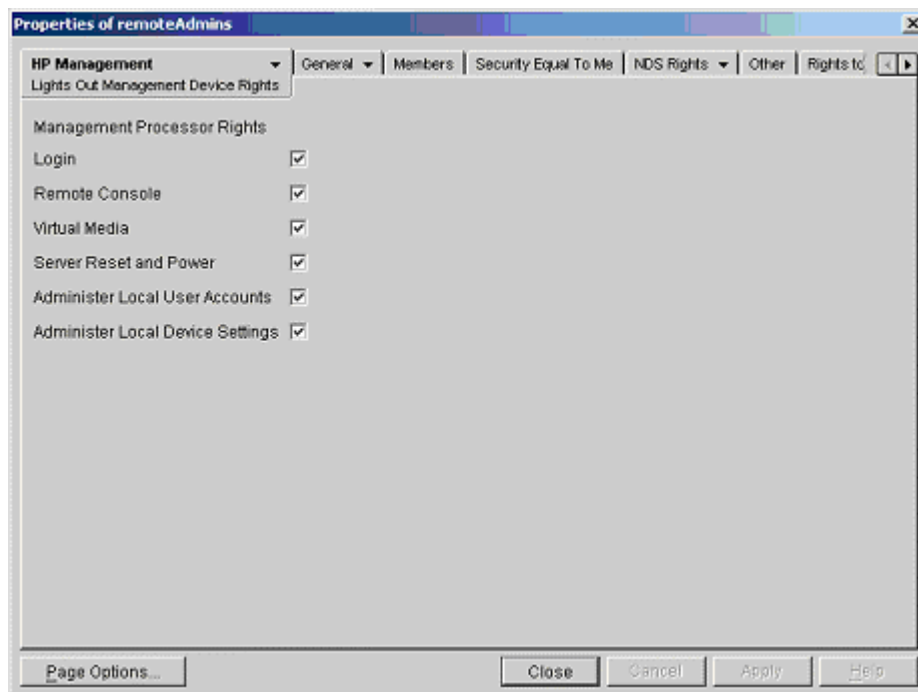 Properties of remoteAdmins
HP Management
General
Members
Security Equal To Me
NDS Rights
Other
Rights to
Lights Out Management Device Rights
Management Processor Rights
Login
Remote Console
Virtual Media
Server Reset and Power
Administer Local User Accounts
Administer Local Device Settings
Page Options...
Close
Cancel
Apply
Help